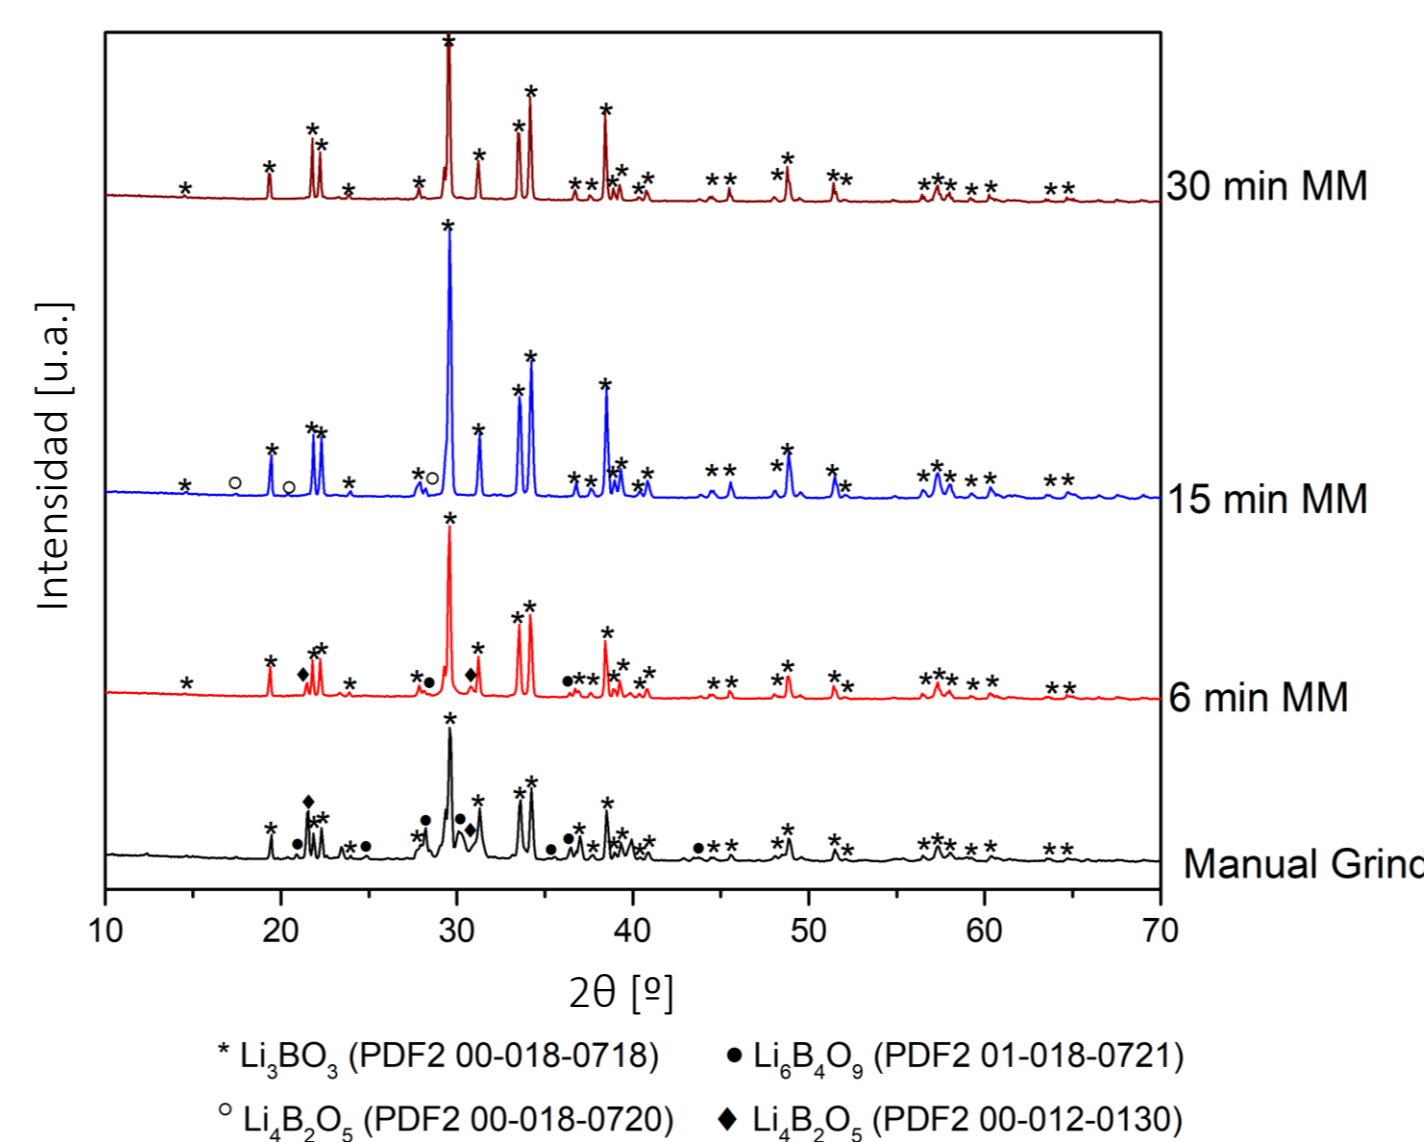 Intensidad [u.a.]
30 min MM
15 min MM
6 min MM
Manual Grind
10 20 30 40 50 60 70
2θ [º]
* Li₃BO₃ (PDF2 00-018-0718) ● Li₆B₄O₉ (PDF2 01-018-0721)
○ Li₄B₂O₅ (PDF2 00-018-0720) ♦ Li₄B₂O₅ (PDF2 00-012-0130)